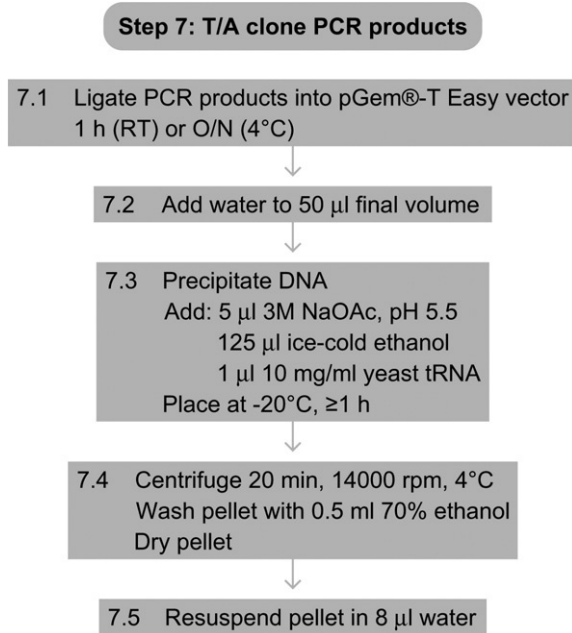 Step 7: T/A clone PCR products
7.1 Ligate PCR products into pGem®-T Easy vector
1 h (RT) or O/N (4°C)
7.2 Add water to 50 μl final volume
7.3 Precipitate DNA
Add: 5 μl 3M NaOAc, pH 5.5
125 μl ice-cold ethanol
1 μl 10 mg/ml yeast tRNA
Place at -20°C, ≥1 h
7.4 Centrifuge 20 min, 14000 rpm, 4°C
Wash pellet with 0.5 ml 70% ethanol
Dry pellet
7.5 Resuspend pellet in 8 μl water